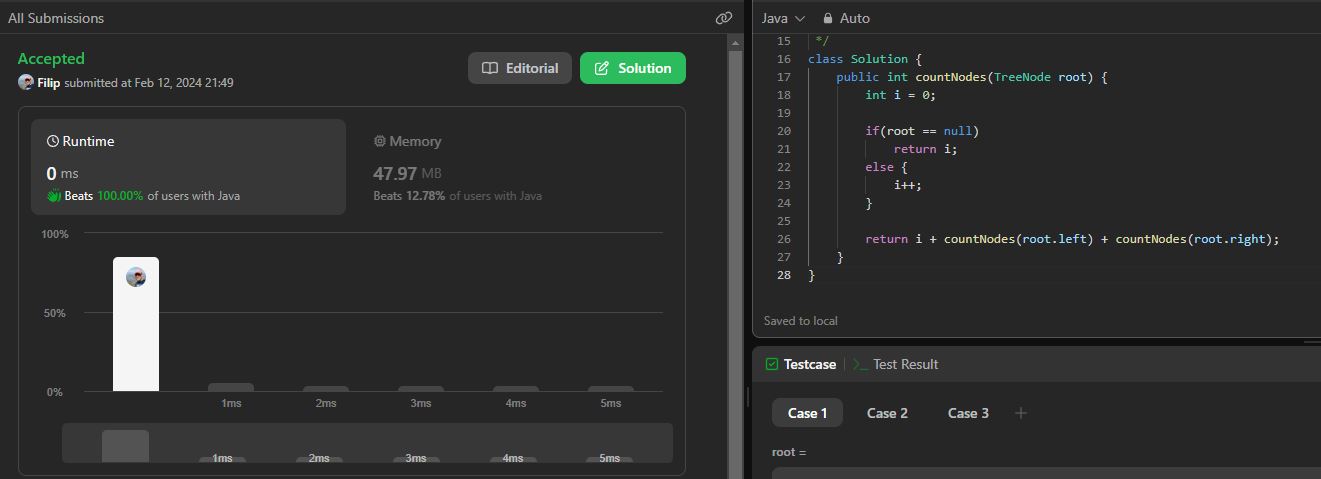 All Submissions
Accepted
Editorial
Solution
Filip submitted at Feb 12, 2024 21:49
Runtime
0 ms
Beats 100.00% of users with Java
Memory
47.97 MB
Beats 12.78% of users with Java
100%
50%
0%
1ms 2ms 3ms 4ms 5ms
1ms 2ms 3ms 4ms 5ms
Java Auto
15 */
16 class Solution {
17 public int countNodes(TreeNode root) {
18 int i = 0;
19
20 if(root == null)
21 return i;
22 else {
23 i++;
24 }
25
26 return i + countNodes(root.left) + countNodes(root.right);
27 }
28 }
Saved to local
Testcase >_ Test Result
Case 1 Case 2 Case 3 +
root =